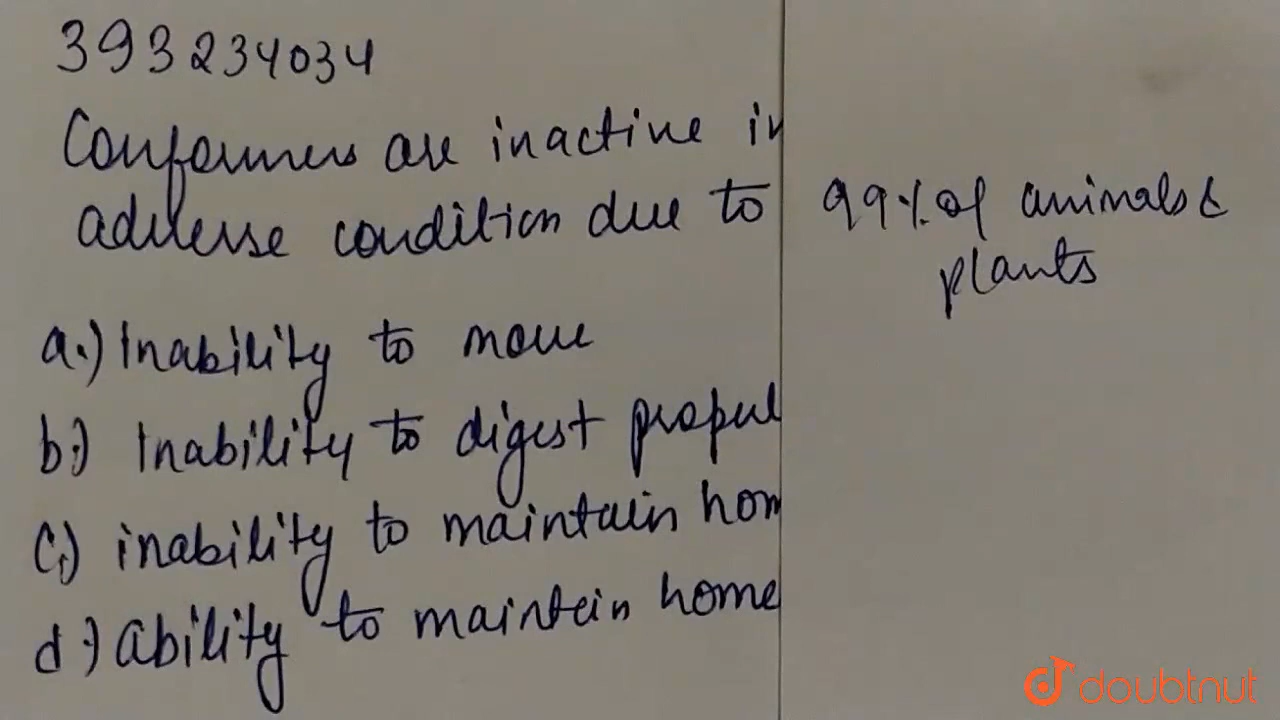 393234034
Conformers are inactive in
adverse condition due to
a.) Inability to move
b.) Inability to digest proper
c.) inability to maintain hom
d.) ability to maintain home
99% of animals &
plants
doubtnut